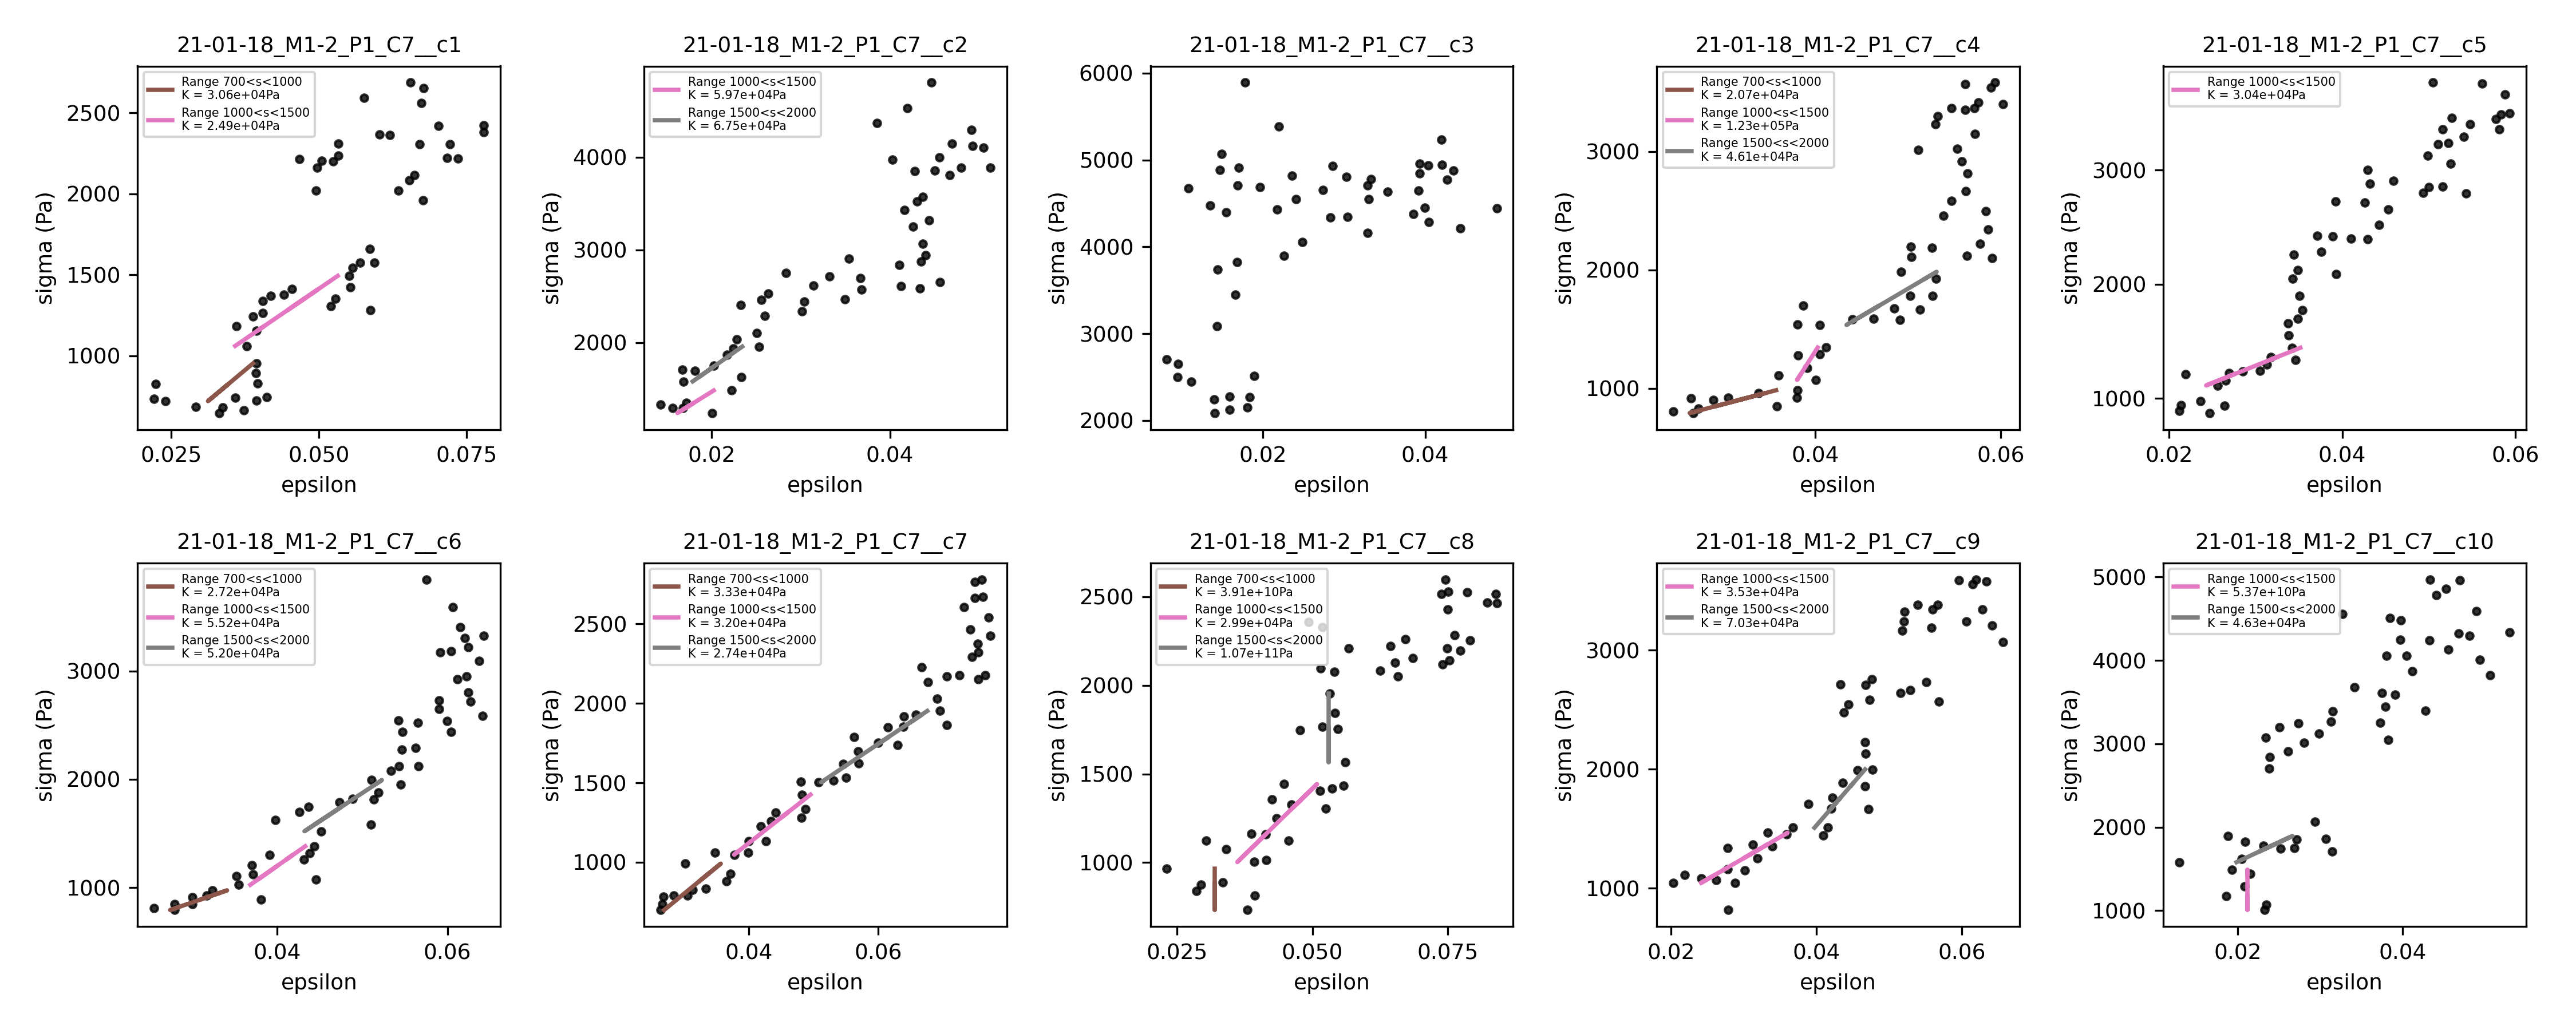 21-01-18_M1-2_P1_C7__c1
Range 700<s<1000
K = 3.06e+04Pa
Range 1000<s<1500
K = 2.49e+04Pa
2500
2000
1500
1000
sigma (Pa)
0.025
0.050
0.075
epsilon
21-01-18_M1-2_P1_C7__c2
Range 1000<s<1500
K = 5.97e+04Pa
Range 1500<s<2000
K = 6.75e+04Pa
4000
3000
2000
sigma (Pa)
0.02
0.04
epsilon
21-01-18_M1-2_P1_C7__c3
6000
5000
4000
3000
2000
sigma (Pa)
0.02
0.04
epsilon
21-01-18_M1-2_P1_C7__c4
Range 700<s<1000
K = 2.07e+04Pa
Range 1000<s<1500
K = 1.23e+05Pa
Range 1500<s<2000
K = 4.61e+04Pa
3000
2000
1000
sigma (Pa)
0.04
0.06
epsilon
21-01-18_M1-2_P1_C7__c5
Range 1000<s<1500
K = 3.04e+04Pa
3000
2000
1000
sigma (Pa)
0.02
0.04
0.06
epsilon
21-01-18_M1-2_P1_C7__c6
Range 700<s<1000
K = 2.72e+04Pa
Range 1000<s<1500
K = 5.52e+04Pa
Range 1500<s<2000
K = 5.20e+04Pa
3000
2000
1000
sigma (Pa)
0.04
0.06
epsilon
21-01-18_M1-2_P1_C7__c7
Range 700<s<1000
K = 3.33e+04Pa
Range 1000<s<1500
K = 3.20e+04Pa
Range 1500<s<2000
K = 2.74e+04Pa
2500
2000
1500
1000
sigma (Pa)
0.04
0.06
epsilon
21-01-18_M1-2_P1_C7__c8
Range 700<s<1000
K = 3.91e+10Pa
Range 1000<s<1500
K = 2.99e+04Pa
Range 1500<s<2000
K = 1.07e+11Pa
2500
2000
1500
1000
sigma (Pa)
0.025
0.050
0.075
epsilon
21-01-18_M1-2_P1_C7__c9
Range 1000<s<1500
K = 3.53e+04Pa
Range 1500<s<2000
K = 7.03e+04Pa
3000
2000
1000
sigma (Pa)
0.02
0.04
0.06
epsilon
21-01-18_M1-2_P1_C7__c10
Range 1000<s<1500
K = 5.37e+10Pa
Range 1500<s<2000
K = 4.63e+04Pa
5000
4000
3000
2000
1000
sigma (Pa)
0.02
0.04
epsilon